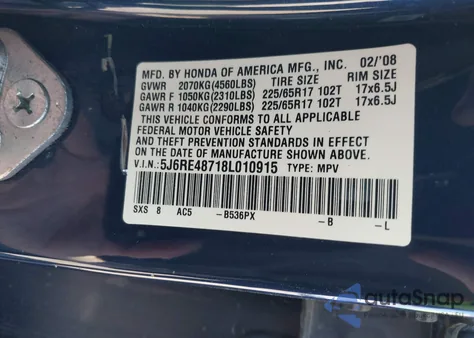 MFD. BY HONDA OF AMERICA MFG., INC. 02/'08
GVWR 2070KG(4560LBS) TIRE SIZE RIM SIZE
GAWR F 1050KG(2310LBS) 225/65R17 102T 17x6.5J
GAWR R 1040KG(2290LBS) 225/65R17 102T 17x6.5J
THIS VEHICLE CONFORMS TO ALL APPLICABLE
FEDERAL MOTOR VEHICLE SAFETY
AND THEFT PREVENTION STANDARDS IN EFFECT
ON THE DATE OF MANUFACTURE SHOWN ABOVE.
V.I.N.: 5J6RE48718L010915 TYPE: MPV
SXS 8 AC5 -B536PX -B -L
autoSnap